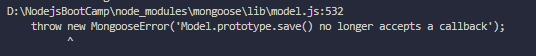 D:\NodejsBootCamp\node_modules\mongoose\lib\model.js:532
    throw new MongooseError('Model.prototype.save() no longer accepts a callback');
          ^